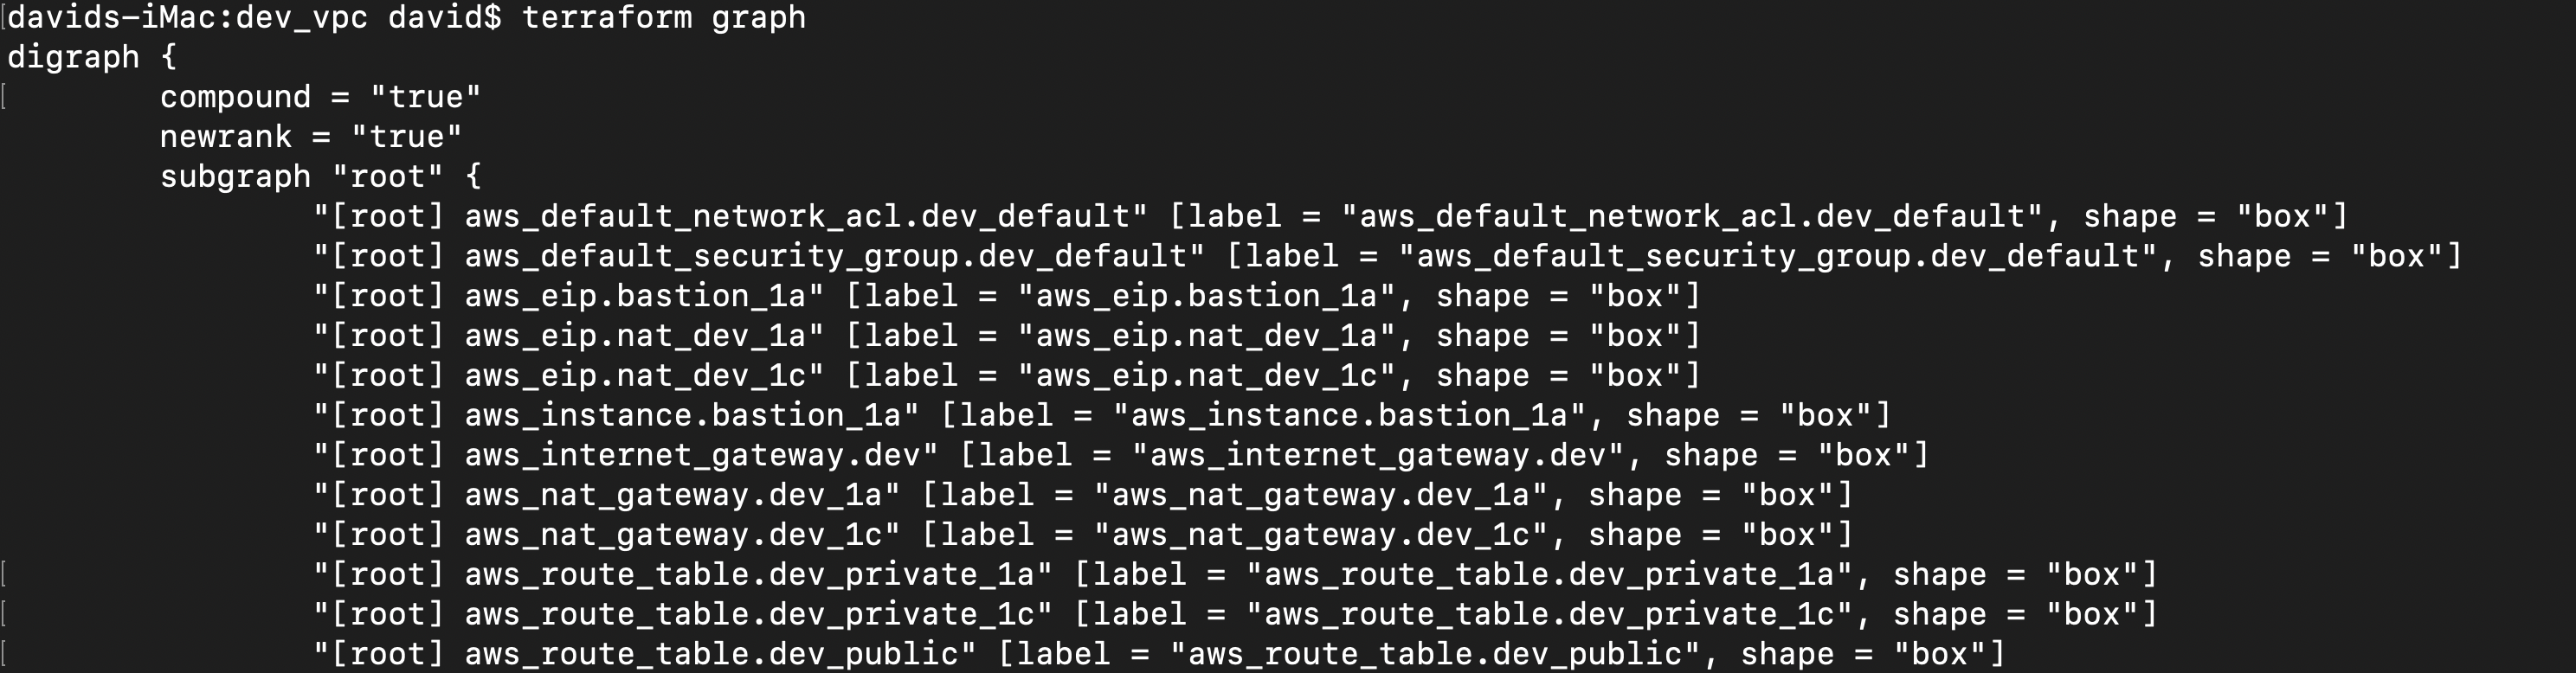 [davids-iMac:dev_vpc david$ terraform graph
digraph {
[        compound = "true"
        newrank = "true"
        subgraph "root" {
                "[root] aws_default_network_acl.dev_default" [label = "aws_default_network_acl.dev_default", shape = "box"]
                "[root] aws_default_security_group.dev_default" [label = "aws_default_security_group.dev_default", shape = "box"]
                "[root] aws_eip.bastion_1a" [label = "aws_eip.bastion_1a", shape = "box"]
                "[root] aws_eip.nat_dev_1a" [label = "aws_eip.nat_dev_1a", shape = "box"]
                "[root] aws_eip.nat_dev_1c" [label = "aws_eip.nat_dev_1c", shape = "box"]
                "[root] aws_instance.bastion_1a" [label = "aws_instance.bastion_1a", shape = "box"]
                "[root] aws_internet_gateway.dev" [label = "aws_internet_gateway.dev", shape = "box"]
                "[root] aws_nat_gateway.dev_1a" [label = "aws_nat_gateway.dev_1a", shape = "box"]
                "[root] aws_nat_gateway.dev_1c" [label = "aws_nat_gateway.dev_1c", shape = "box"]
[                "[root] aws_route_table.dev_private_1a" [label = "aws_route_table.dev_private_1a", shape = "box"]
[                "[root] aws_route_table.dev_private_1c" [label = "aws_route_table.dev_private_1c", shape = "box"]
[                "[root] aws_route_table.dev_public" [label = "aws_route_table.dev_public", shape = "box"]